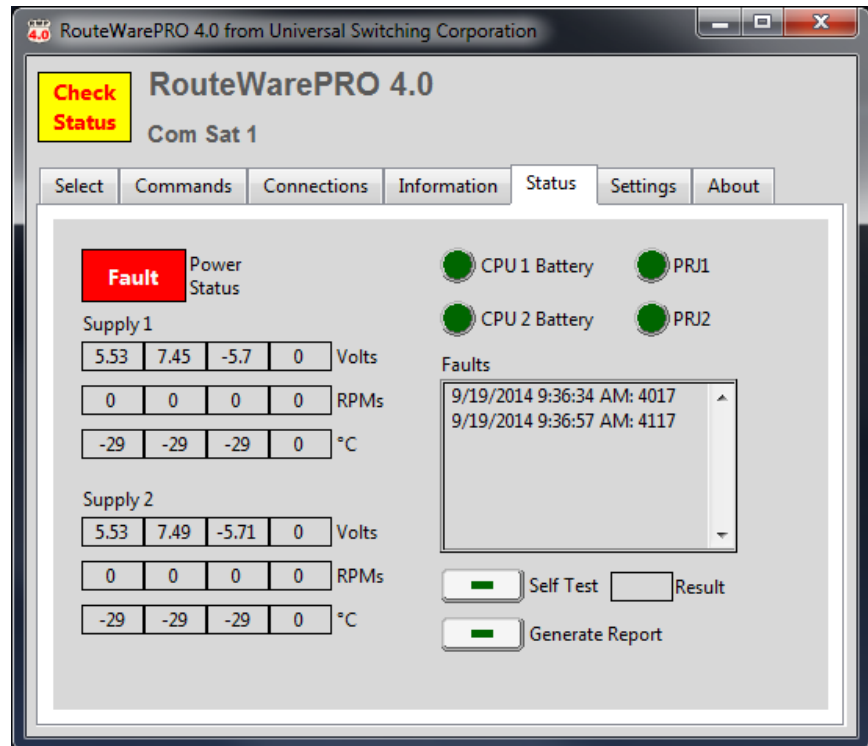 4.0 RouteWarePRO 4.0 from Universal Switching Corporation
Check
Status
RouteWarePRO 4.0
Com Sat 1
Select Commands Connections Information Status Settings About
Fault
Power
Status
Supply 1
5.53 7.45 -5.7 0 Volts
0 0 0 0 RPMs
-29 -29 -29 0 °C
Supply 2
5.53 7.49 -5.71 0 Volts
0 0 0 0 RPMs
-29 -29 -29 0 °C
CPU 1 Battery PRJ1
CPU 2 Battery PRJ2
Faults
9/19/2014 9:36:34 AM: 4017
9/19/2014 9:36:57 AM: 4117
Self Test Result
Generate Report